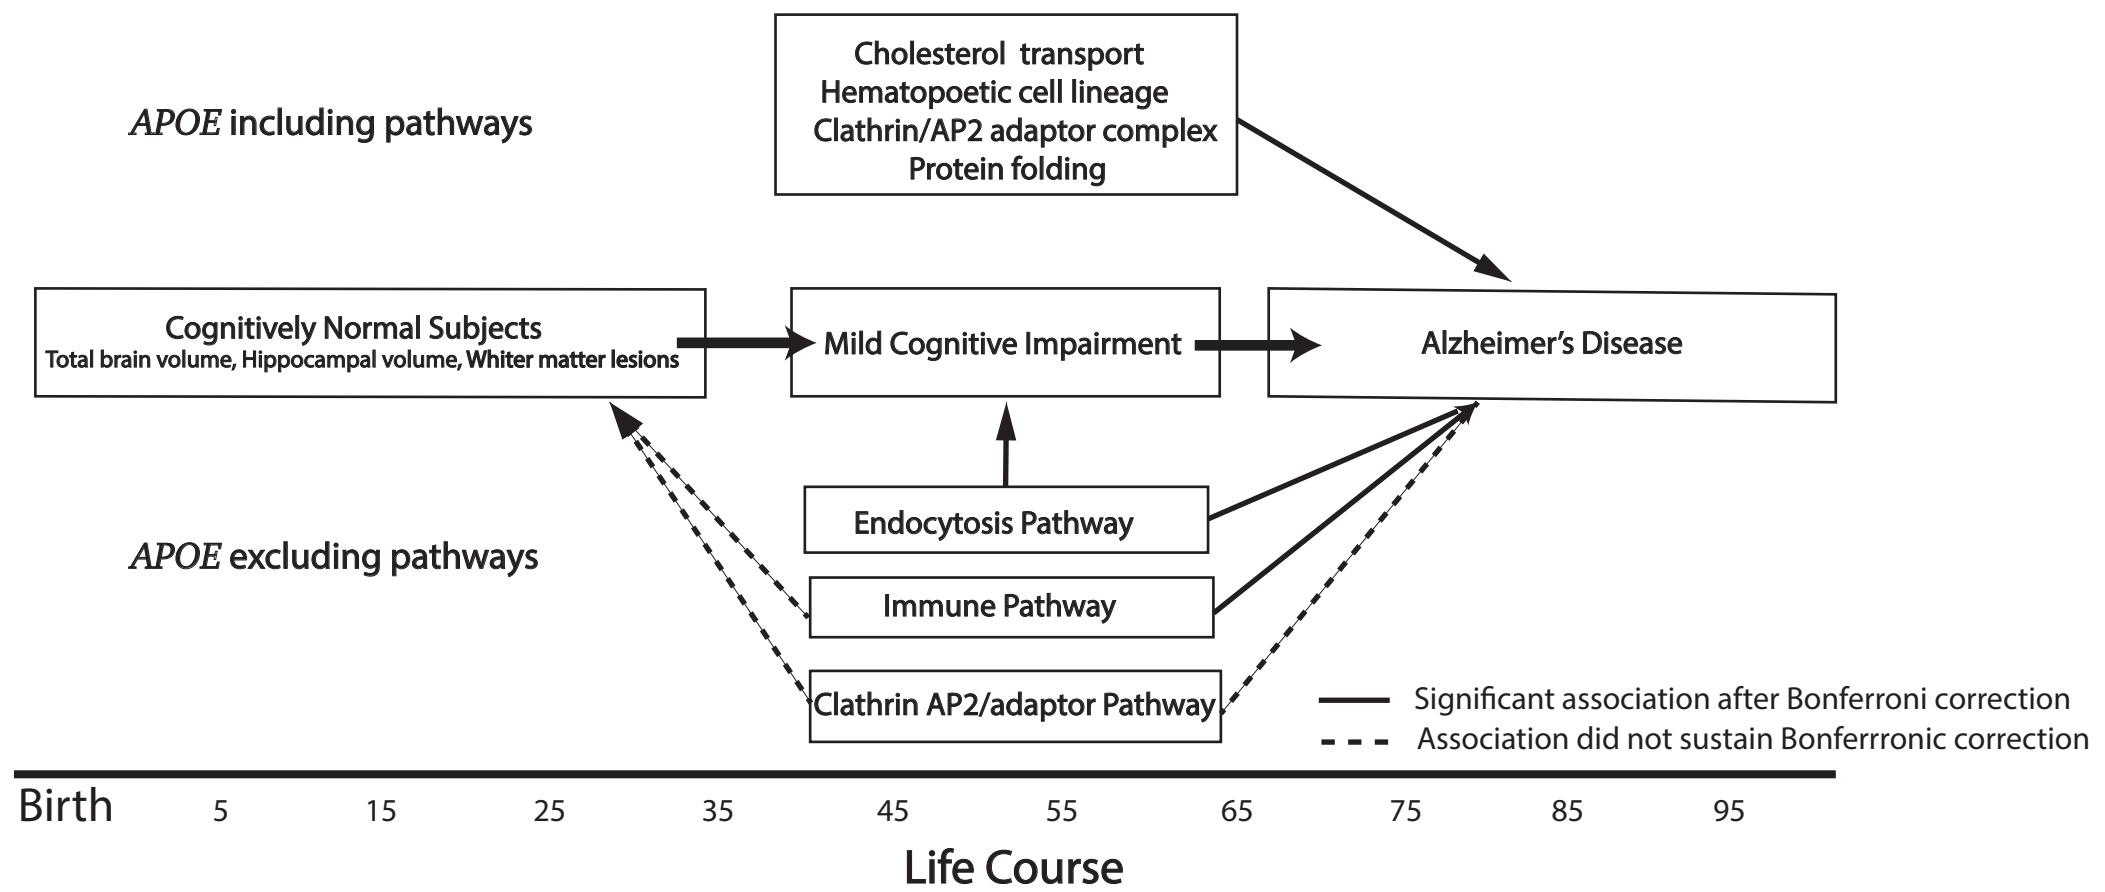 Cholesterol transport
Hematopoetic cell lineage
Clathrin/AP2 adaptor complex
Protein folding
APOE including pathways
Cognitively Normal Subjects
Total brain volume, Hippocampal volume, Whiter matter lesions
Mild Cognitive Impairment
Alzheimer's Disease
Endocytosis Pathway
APOE excluding pathways
Immune Pathway
Clathrin AP2/adaptor Pathway
Significant association after Bonferroni correction
Association did not sustain Bonferrronic correction
Birth 5 15 25 35 45 55 65 75 85 95
Life Course